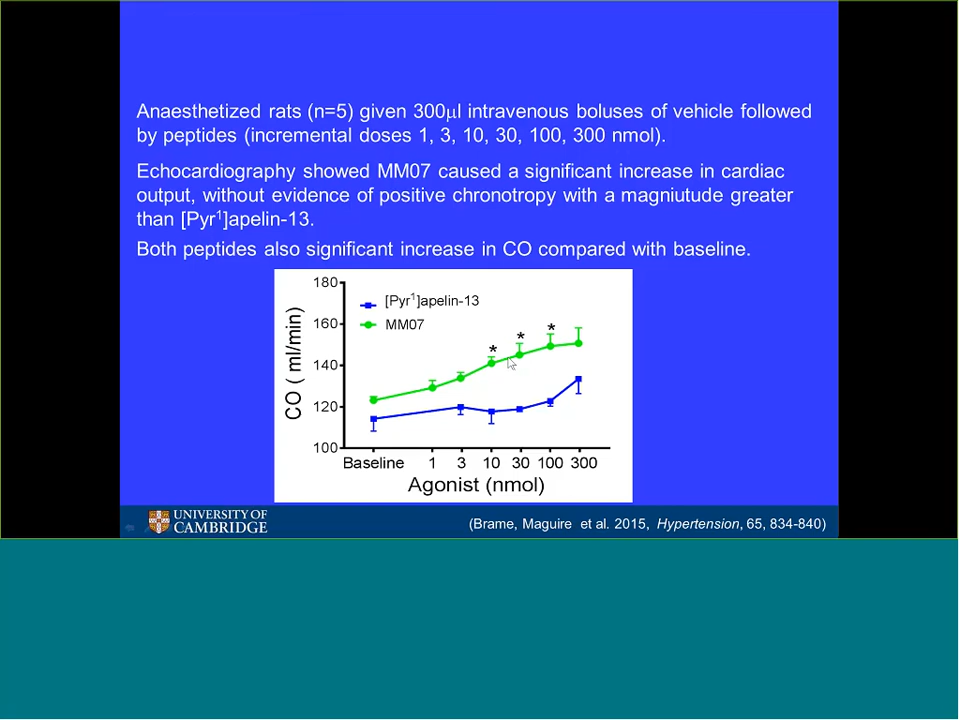 Anaesthetized rats (n=5) given 300μl intravenous boluses of vehicle followed
by peptides (incremental doses 1, 3, 10, 30, 100, 300 nmol).
Echocardiography showed MM07 caused a significant increase in cardiac
output, without evidence of positive chronotropy with a magniutude greater
than [Pyr¹]apelin-13.
Both peptides also significant increase in CO compared with baseline.
180
160
140
120
100
CO ( ml/min)
[Pyr¹]apelin-13
MM07
* * *
Baseline 1 3 10 30 100 300
Agonist (nmol)
UNIVERSITY OF
CAMBRIDGE
(Brame, Maguire et al. 2015, Hypertension, 65, 834-840)